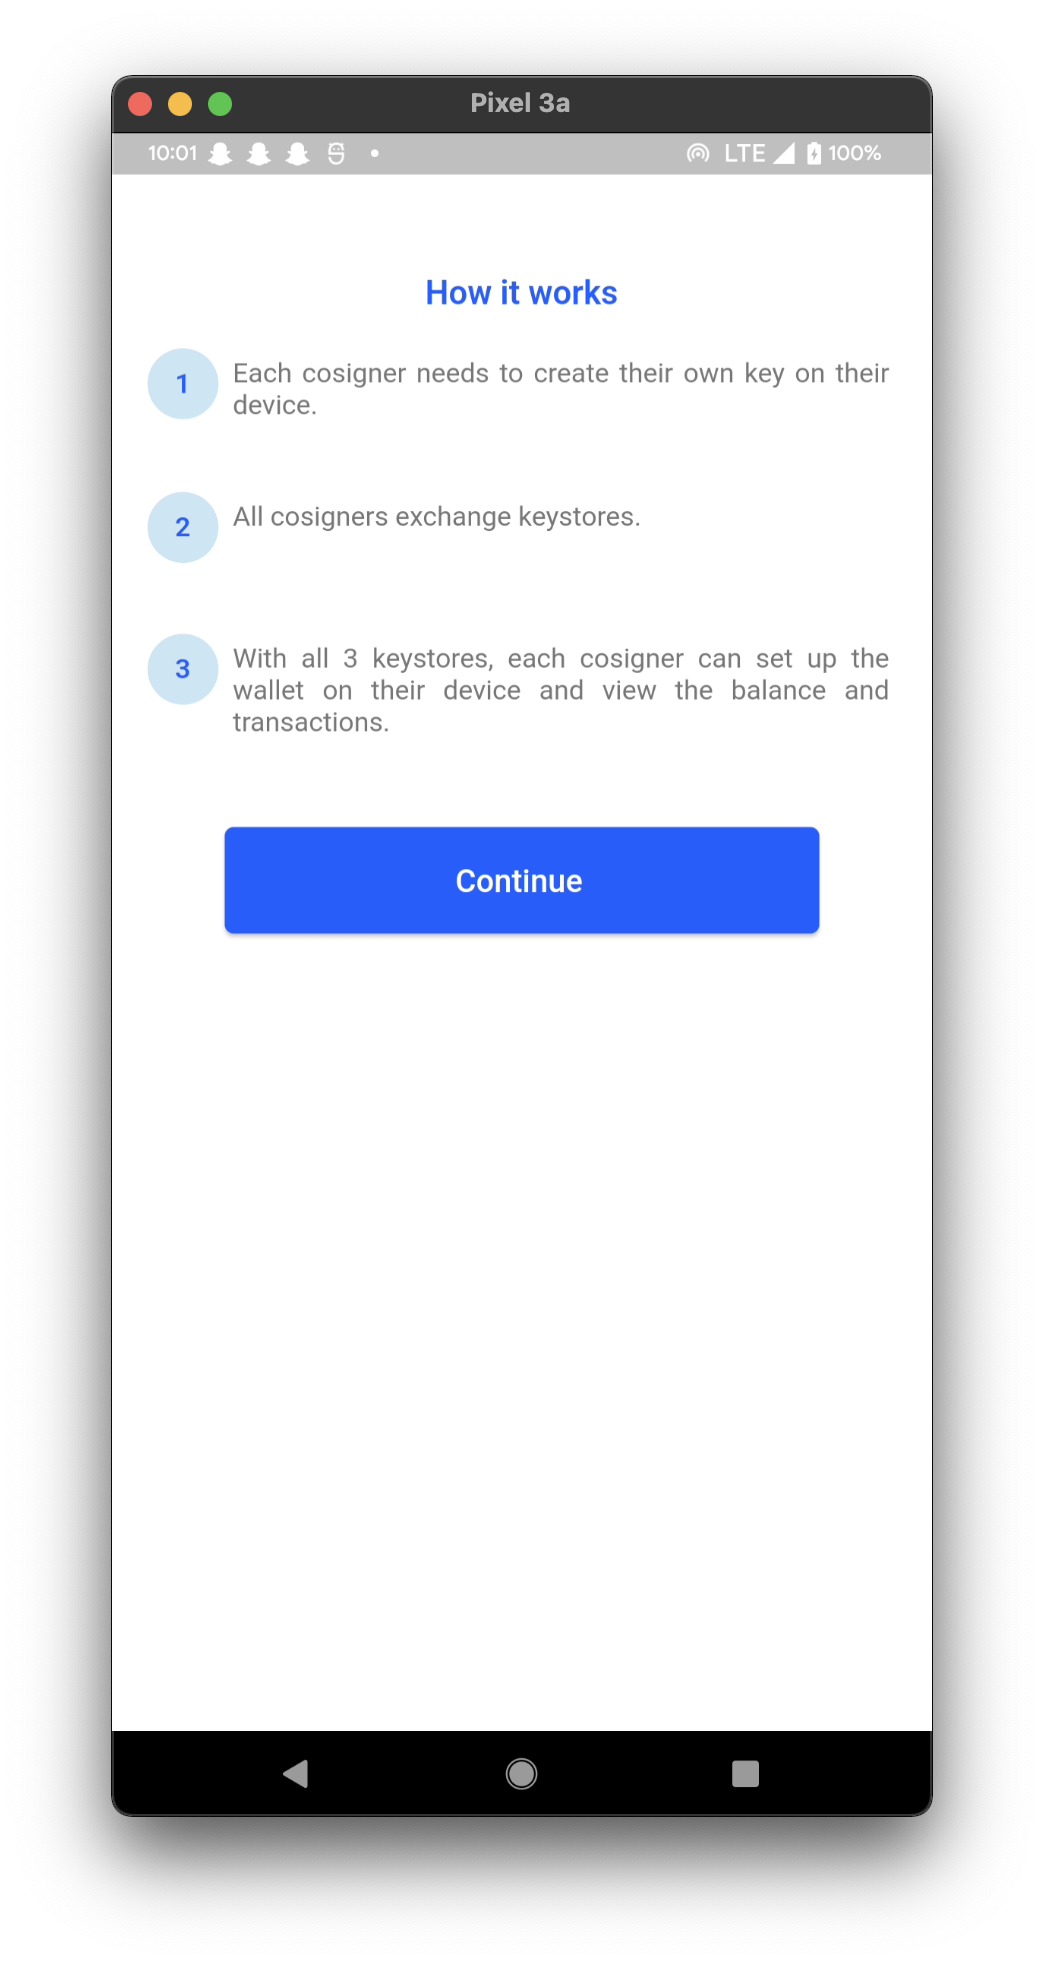 Pixel 3a
10:01
LTE 100%
How it works
1
Each cosigner needs to create their own key on their
device.
2
All cosigners exchange keystores.
3
With all 3 keystores, each cosigner can set up the
wallet on their device and view the balance and
transactions.
Continue